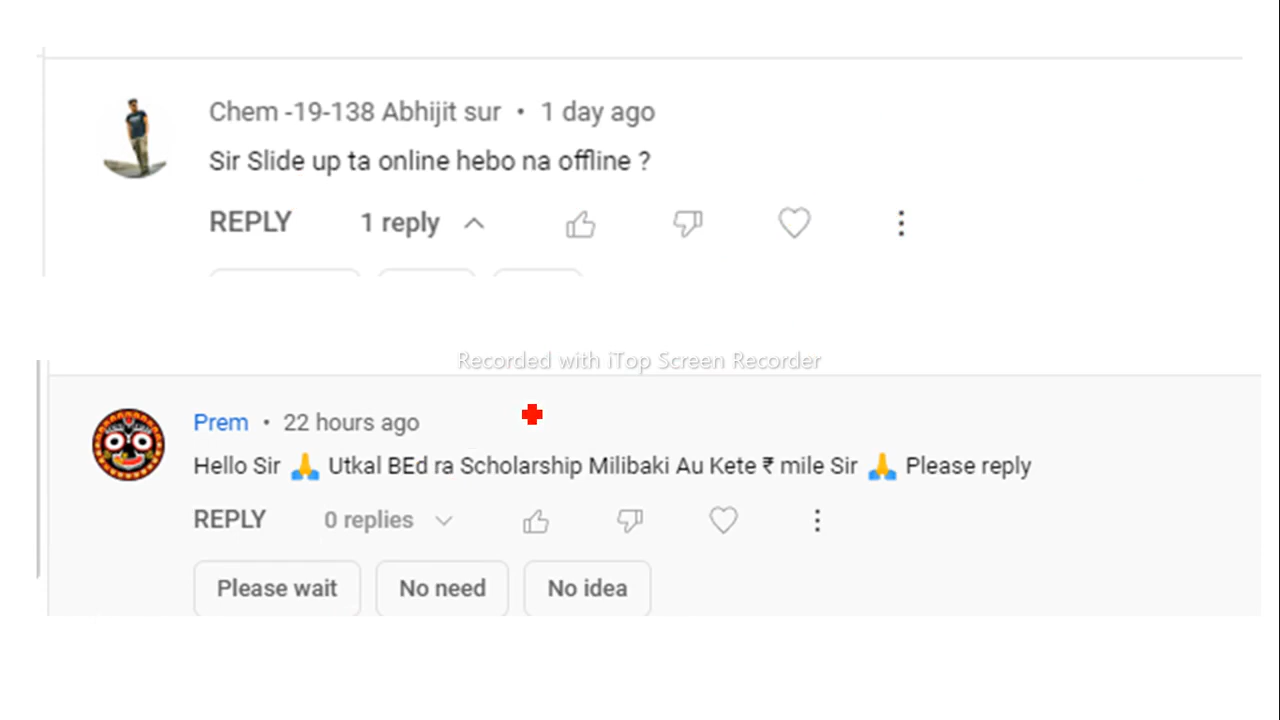 Chem -19-138 Abhijit sur • 1 day ago
Sir Slide up ta online hebo na offline ?
REPLY 1 reply
Recorded with iTop Screen Recorder
Prem • 22 hours ago
Hello Sir 🙏 Utkal BEd ra Scholarship Milibaki Au Kete ₹ mile Sir 🙏 Please reply
REPLY 0 replies
Please wait No need No idea